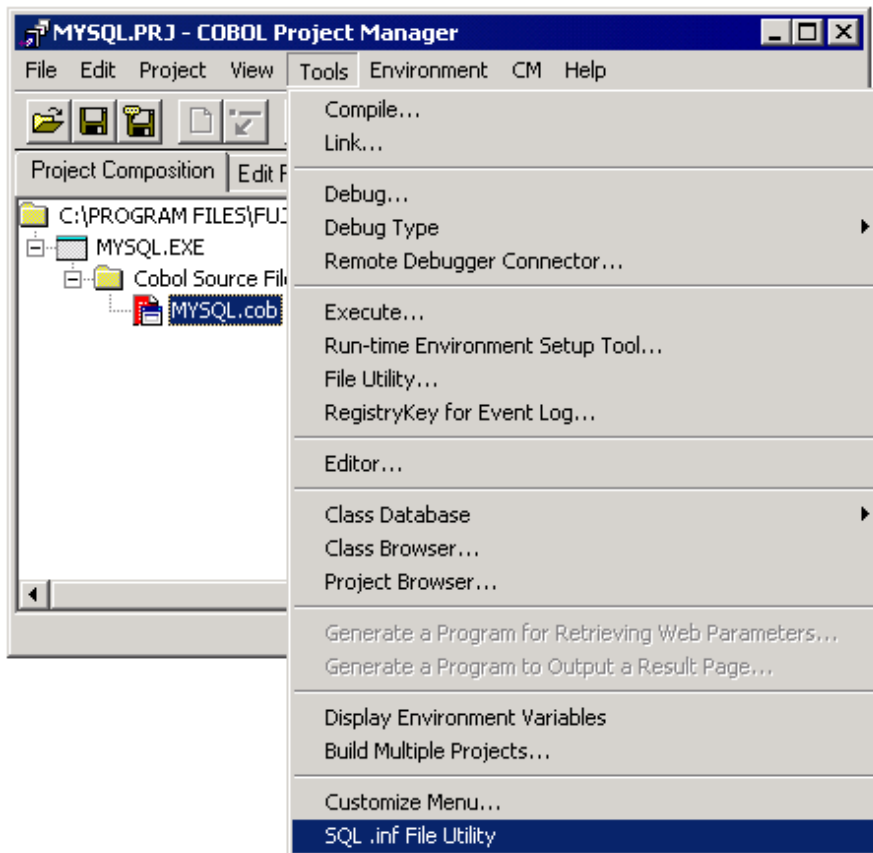 MYSQL.PRJ - COBOL Project Manager
File Edit Project View Tools Environment CM Help
Project Composition Edit
C:\PROGRAM FILES\FUJ
MYSQL.EXE
Cobol Source File
MYSQL.cob
Compile...
Link...
Debug...
Debug Type
Remote Debugger Connector...
Execute...
Run-time Environment Setup Tool...
File Utility...
RegistryKey for Event Log...
Editor...
Class Database
Class Browser...
Project Browser...
Generate a Program for Retrieving Web Parameters...
Generate a Program to Output a Result Page...
Display Environment Variables
Build Multiple Projects...
Customize Menu...
SQL .inf File Utility